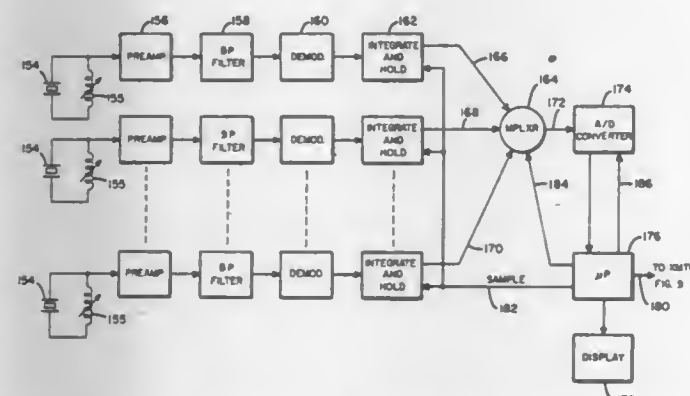 156
158
160
162
154
PREAMP
BP
FILTER
DEMOD.
INTEGRATE
AND
HOLD
155
166
164
174
172
A/D
CONVERTER
MPLXR
154
PREAMP
BP
FILTER
DEMOD.
INTEGRATE
AND
HOLD
168
155
184
186
170
176
154
PREAMP
BP
FILTER
DEMOD.
INTEGRATE
AND
HOLD
155
SAMPLE
182
μP
TO XMTR
FIG. 9
180
DISPLAY